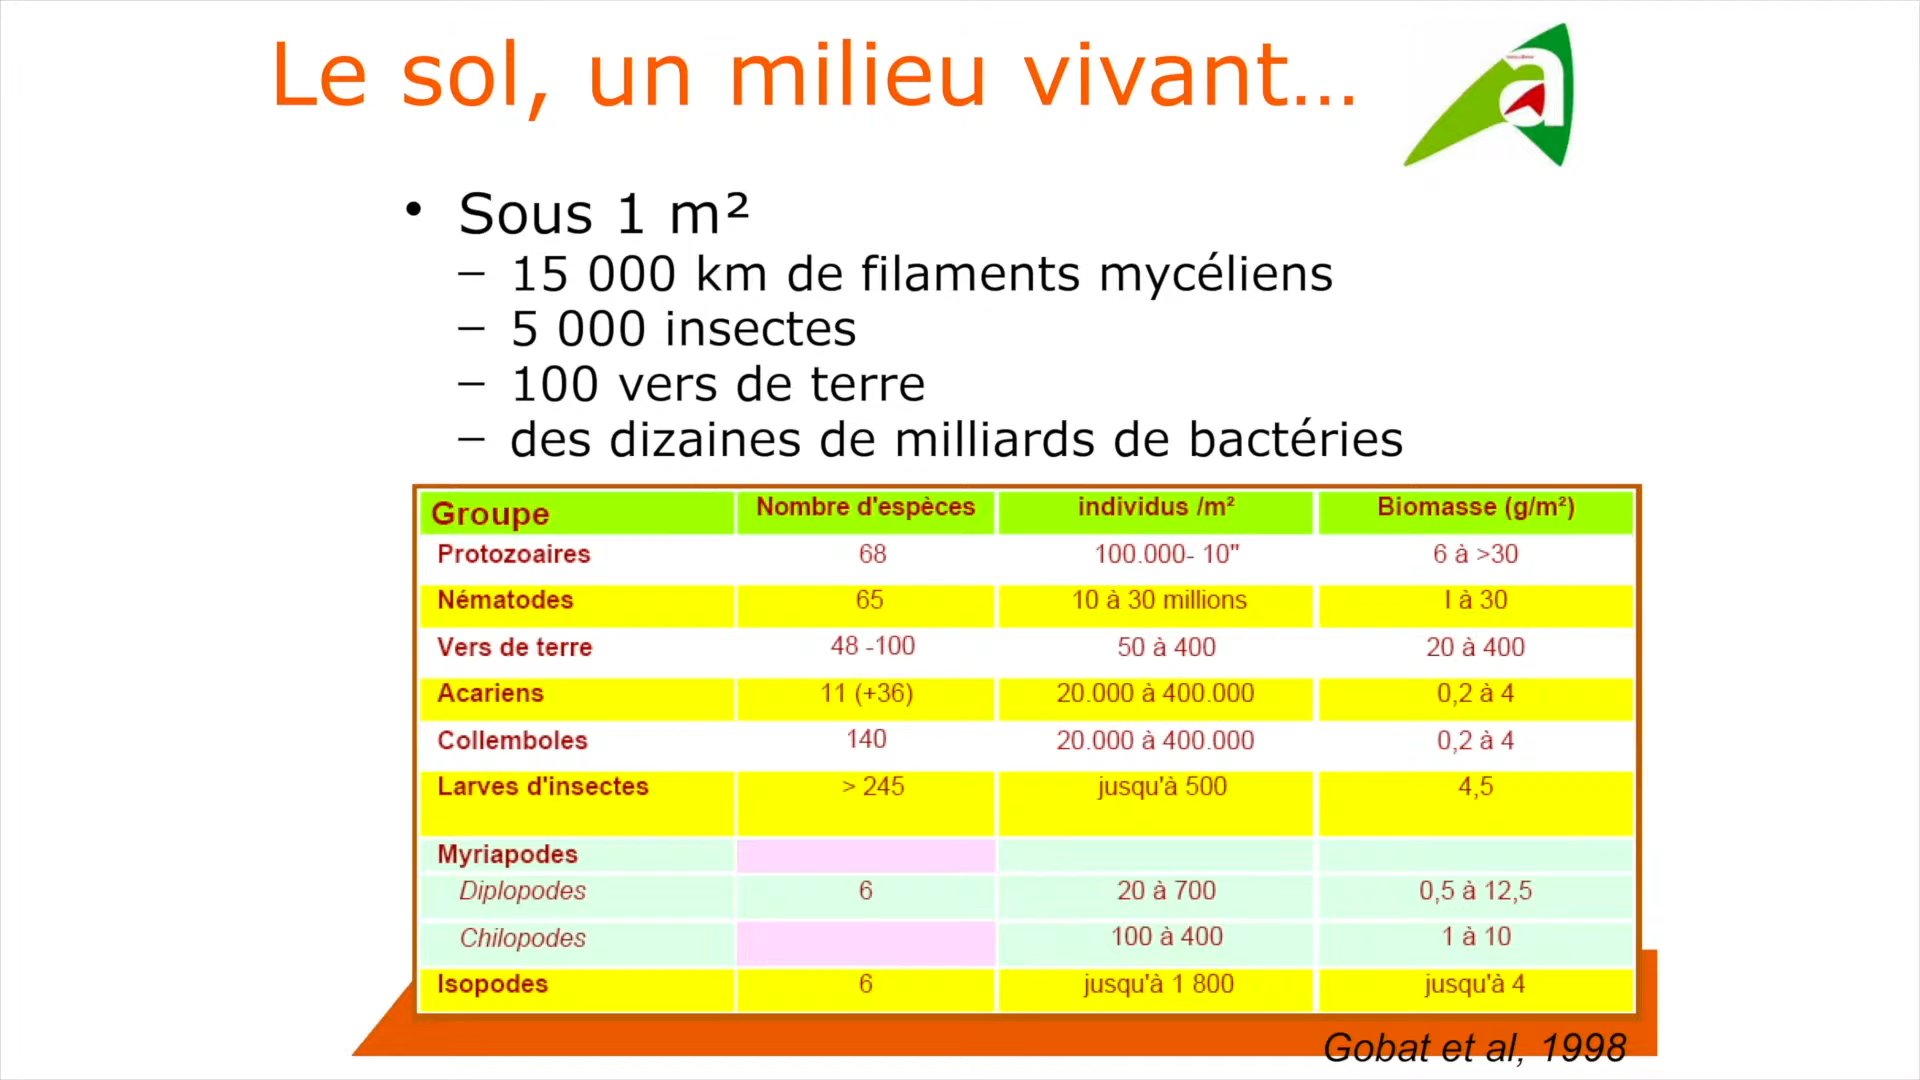 Le sol, un milieu vivant...
• Sous 1 m²
– 15 000 km de filaments mycéliens
– 5 000 insectes
– 100 vers de terre
– des dizaines de milliards de bactéries
Groupe Nombre d'espèces individus /m² Biomasse (g/m²)
Protozoaires 68 100.000- 10" 6 à >30
Nématodes 65 10 à 30 millions I à 30
Vers de terre 48 -100 50 à 400 20 à 400
Acariens 11 (+36) 20.000 à 400.000 0,2 à 4
Collemboles 140 20.000 à 400.000 0,2 à 4
Larves d'insectes > 245 jusqu'à 500 4,5
Myriapodes
Diplopodes 6 20 à 700 0,5 à 12,5
Chilopodes 100 à 400 1 à 10
Isopodes 6 jusqu'à 1 800 jusqu'à 4
Gobat et al, 1998